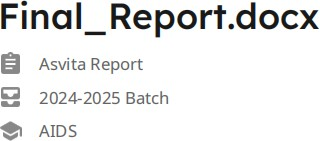 Final_Report.docx
Asvita Report
2024-2025 Batch
AIDS